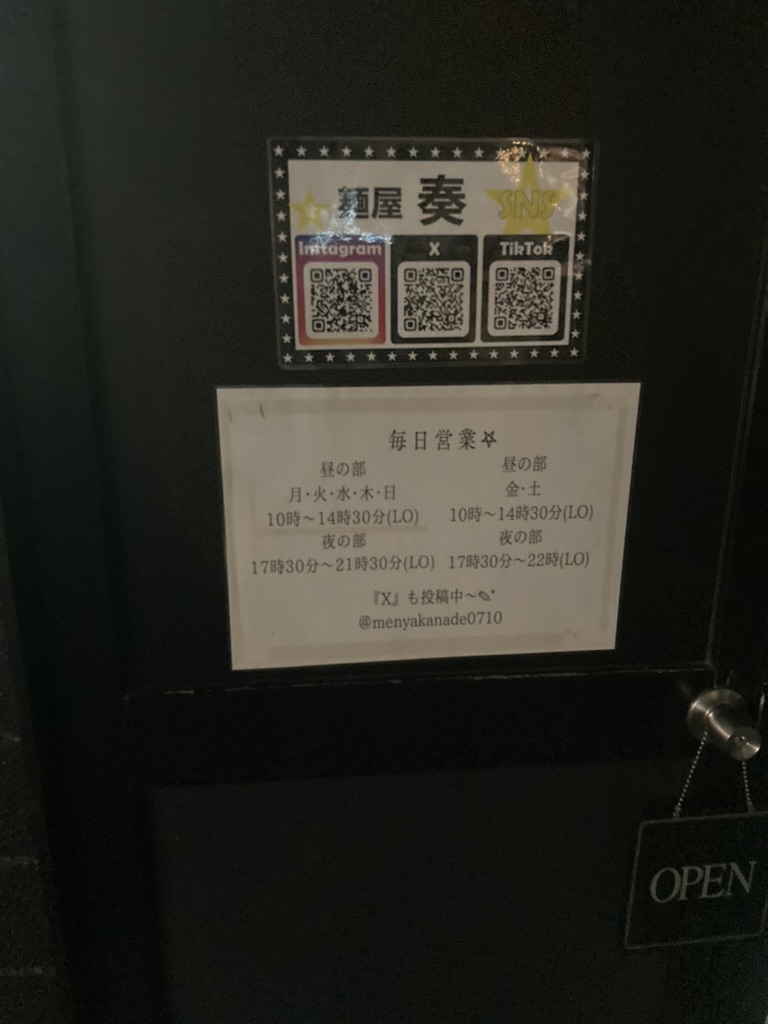 麺屋 奏 SNS
Instagram X TikTok
毎日営業☆
昼の部
月・火・水・木・日
10時～14時30分(LO)
夜の部
17時30分～21時30分(LO)
昼の部
金・土
10時～14時30分(LO)
夜の部
17時30分～22時(LO)
『X』も投稿中～✎*
@menyakanade0710
OPEN